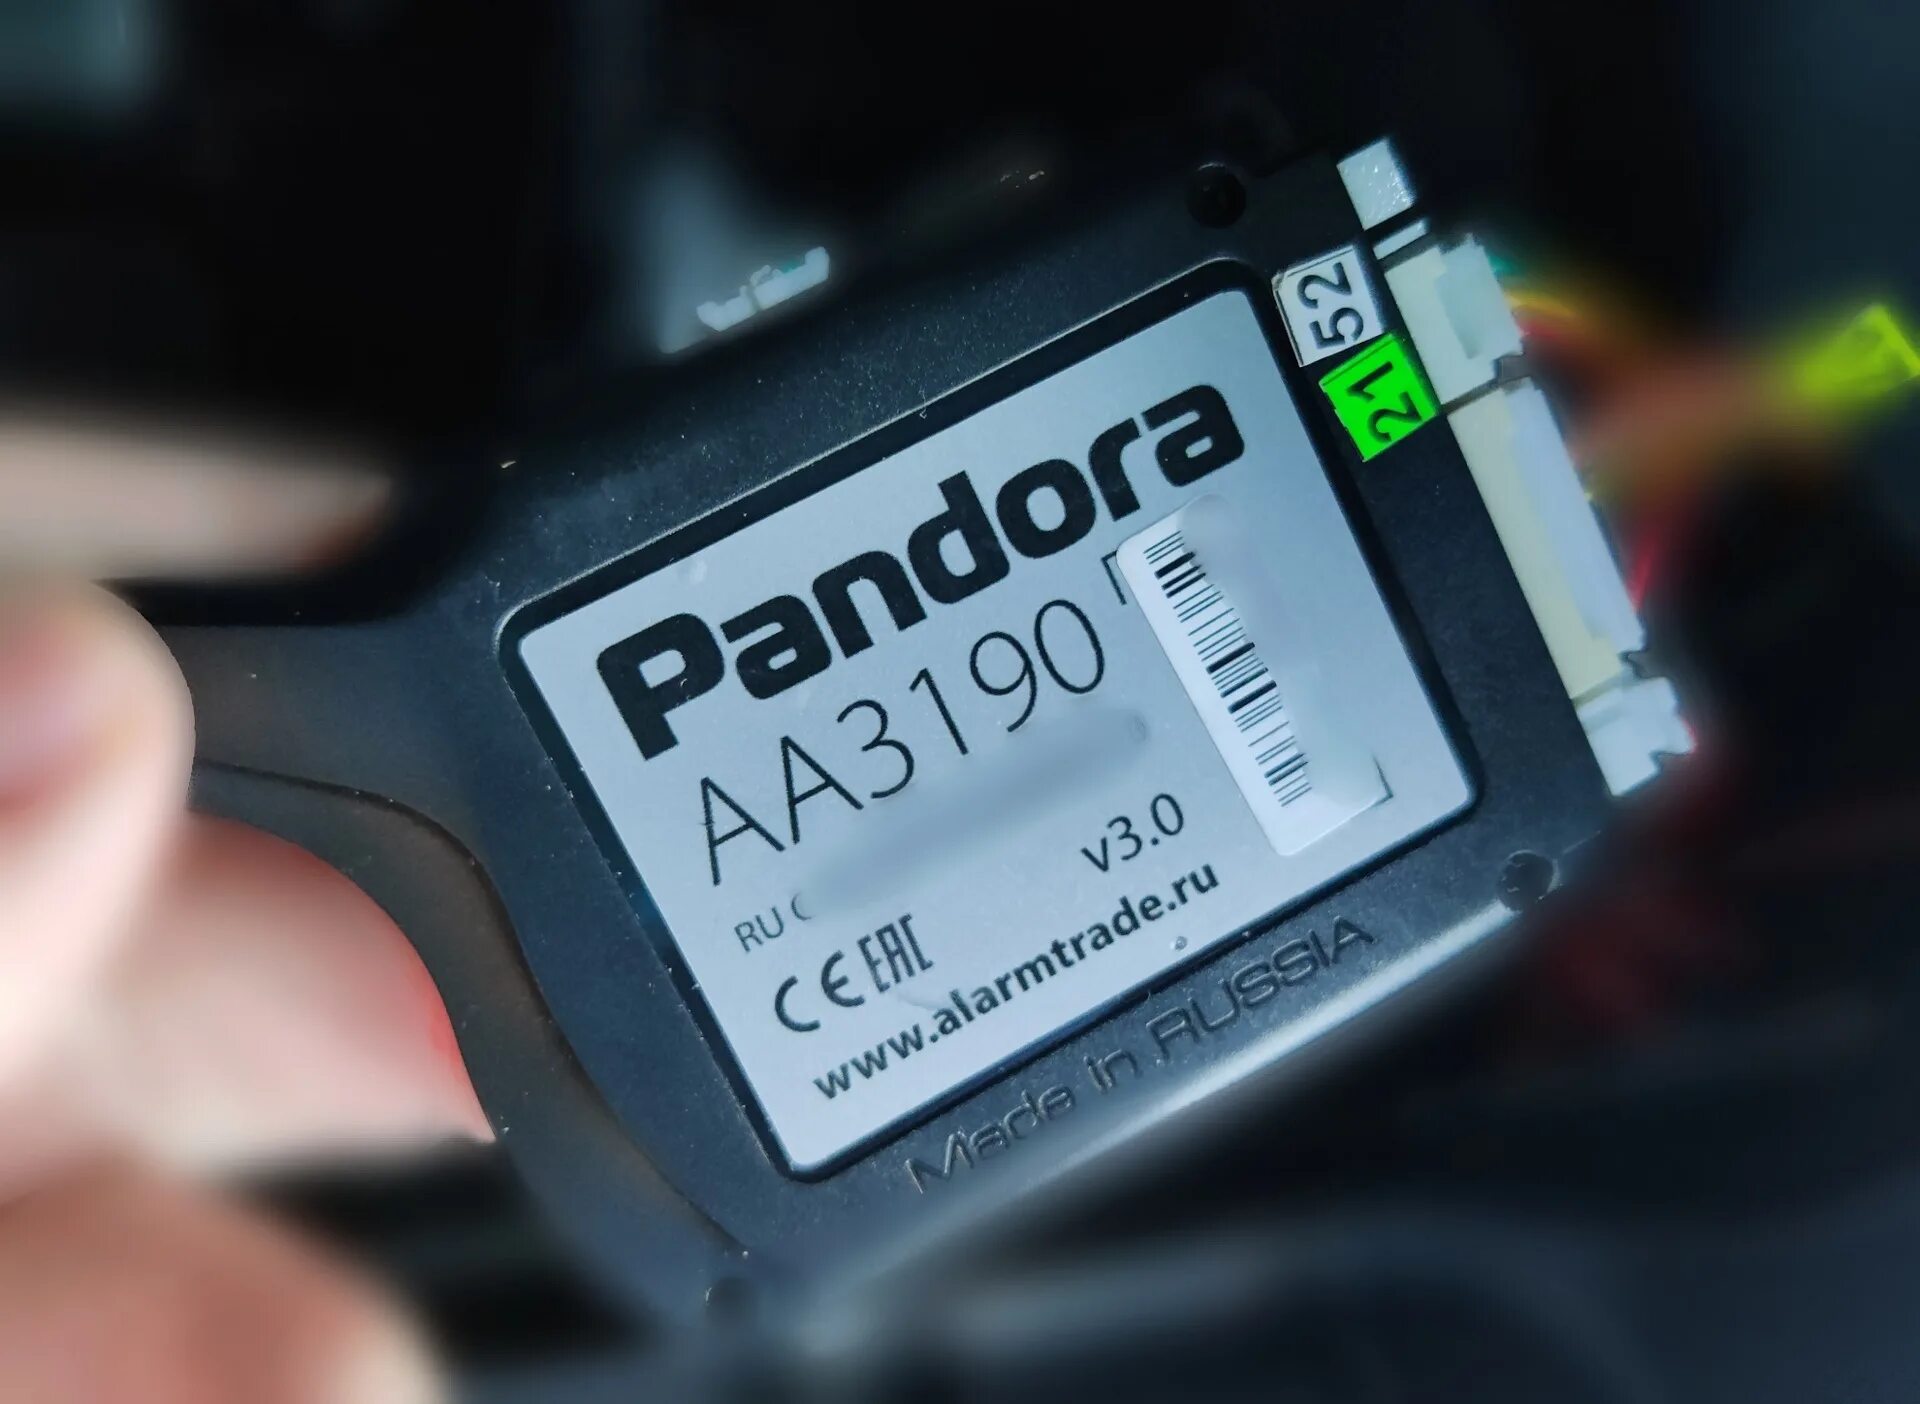 52
21
Pandora
AA3190
v3.0
RU
CE EAC
www.alarmtrade.ru
Made in RUSSIA